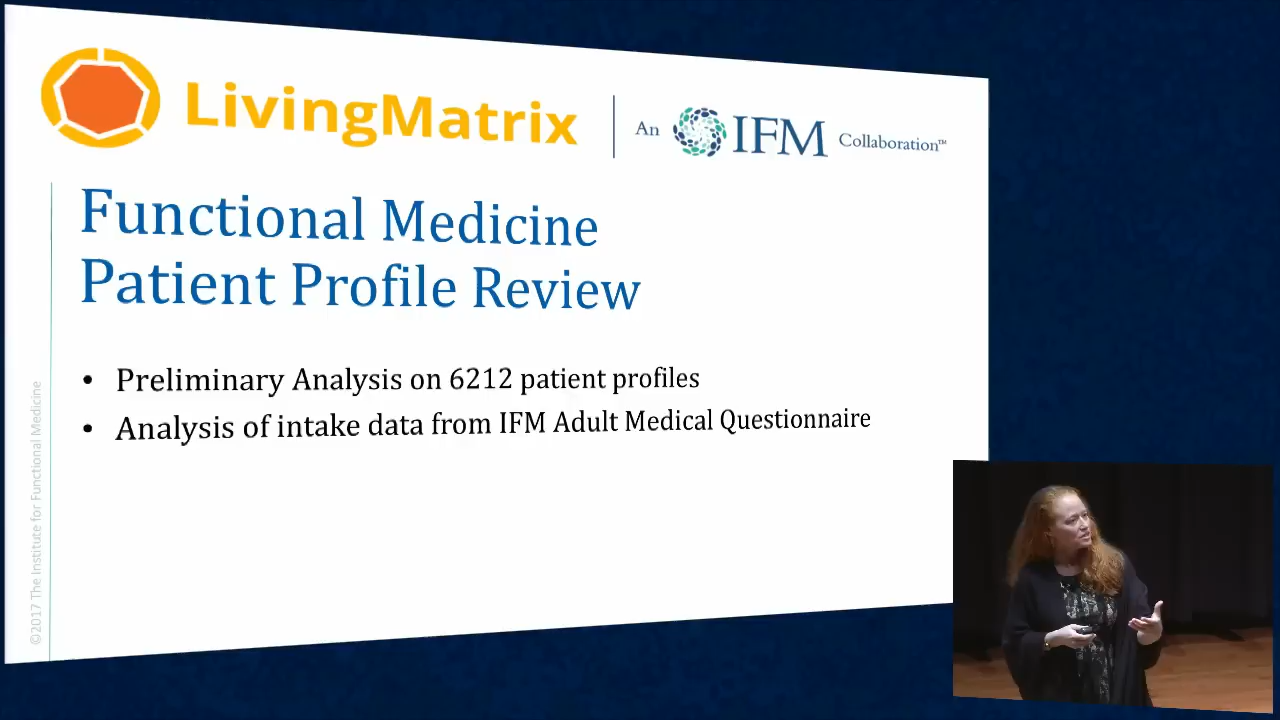 LivingMatrix
An IFM Collaboration™
Functional Medicine
Patient Profile Review
• Preliminary Analysis on 6212 patient profiles
• Analysis of intake data from IFM Adult Medical Questionnaire
©2017 The Institute for Functional Medicine